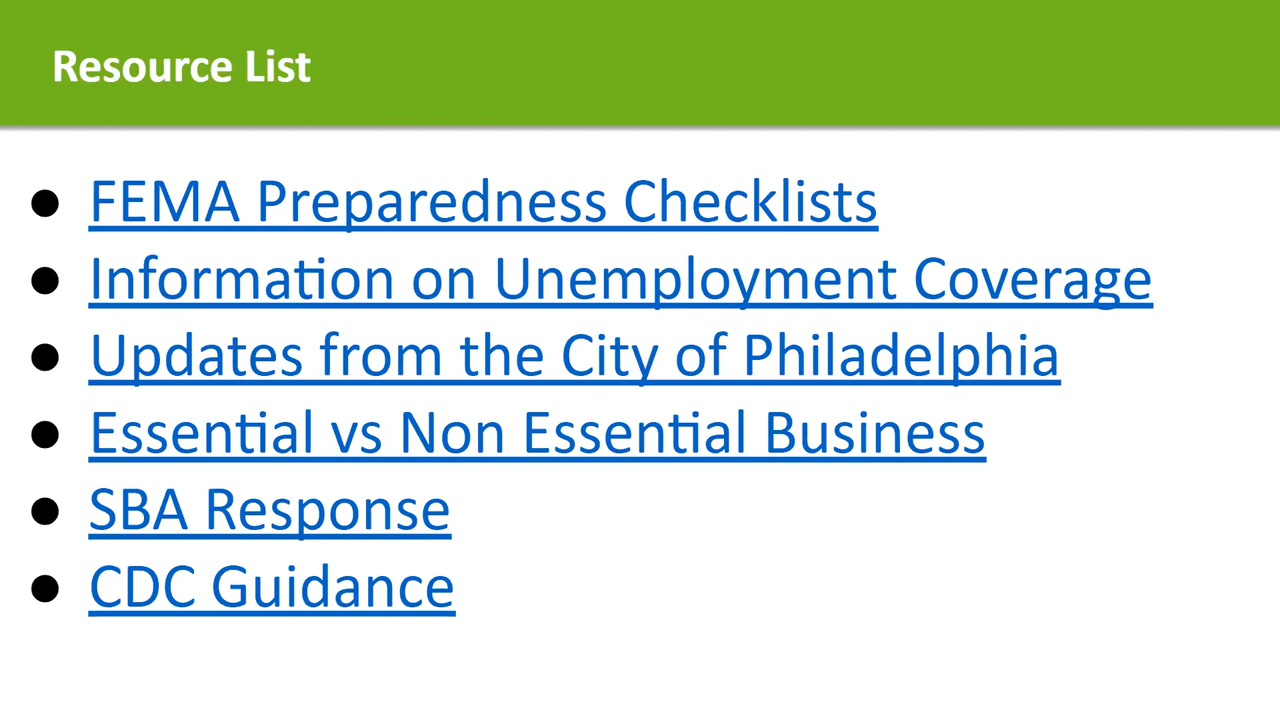 Resource List
● FEMA Preparedness Checklists
● Information on Unemployment Coverage
● Updates from the City of Philadelphia
● Essential vs Non Essential Business
● SBA Response
● CDC Guidance